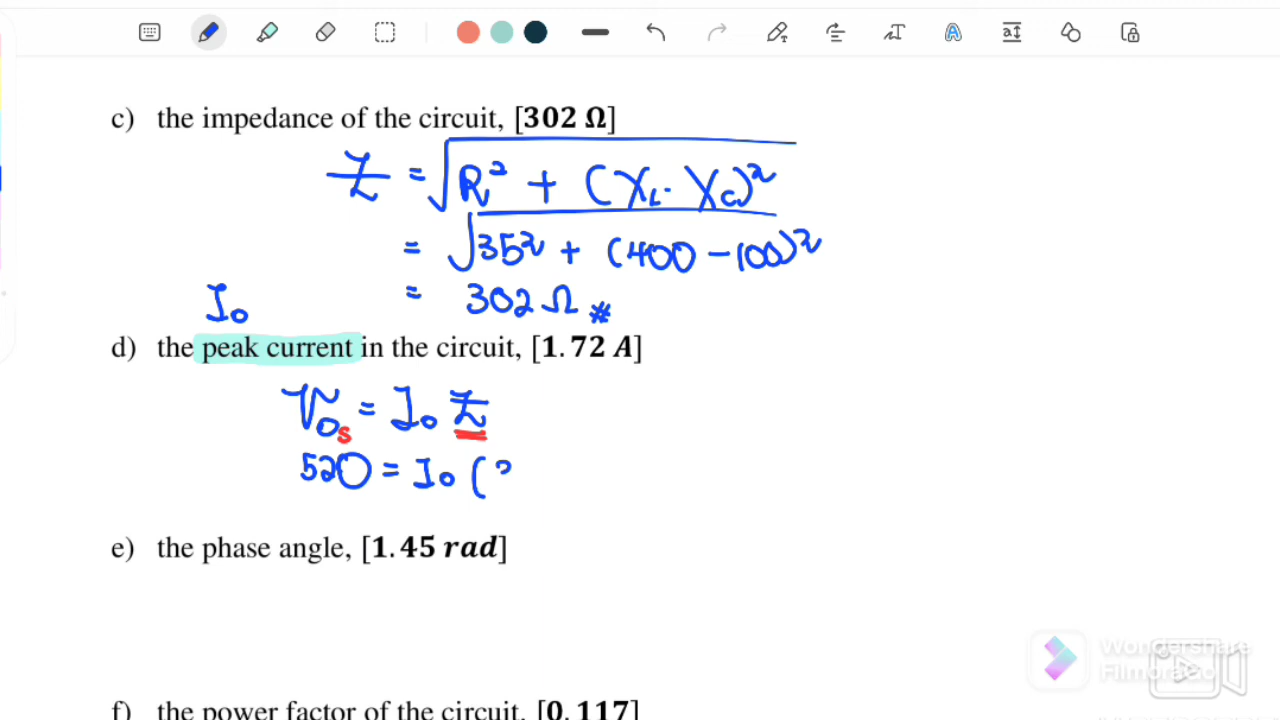 c) the impedance of the circuit, [302 Ω]
Z = √R² + (X_L - X_C)²
= √35² + (400 - 100)²
= 302 Ω *
I₀
d) the peak current in the circuit, [1.72 A]
V₀s = I₀ Z
520 = I₀ (
e) the phase angle, [1.45 rad]
f) the power factor of the circuit, [0.117]
Wondershare
Filmora